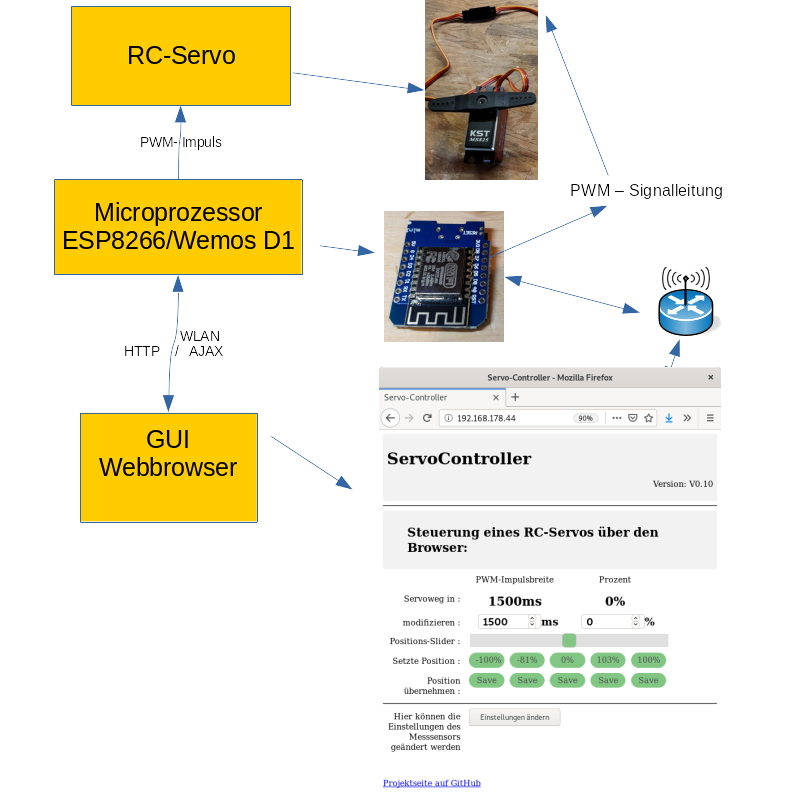 RC-Servo
PWM- Impuls
Microprozessor
ESP8266/Wemos D1
WLAN
HTTP / AJAX
GUI
Webbrowser
KST
PWM – Signalleitung
Servo-Controller - Mozilla Firefox
Servo-Controller
192.168.178.44
90%
ServoController
Version: V0.10
Steuerung eines RC-Servos über den
Browser:
PWM-Impulsbreite Prozent
Servoweg in : 1500ms 0%
modifizieren : 1500 ms 0 %
Positions-Slider :
Setzte Position : -100% -81% 0% 103% 100%
Position
übernehmen :
Save Save Save Save Save
Hier können die
Einstellungen des
Messsensors
geändert werden
Einstellungen ändern
Projektseite auf GitHub